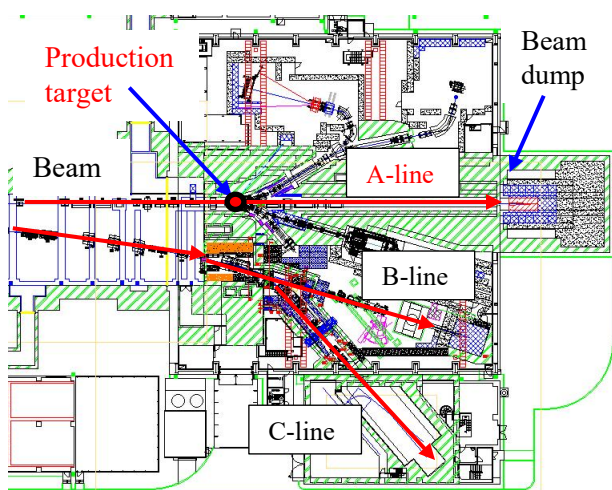 Production
target
Beam
dump
Beam
A-line
B-line
C-line